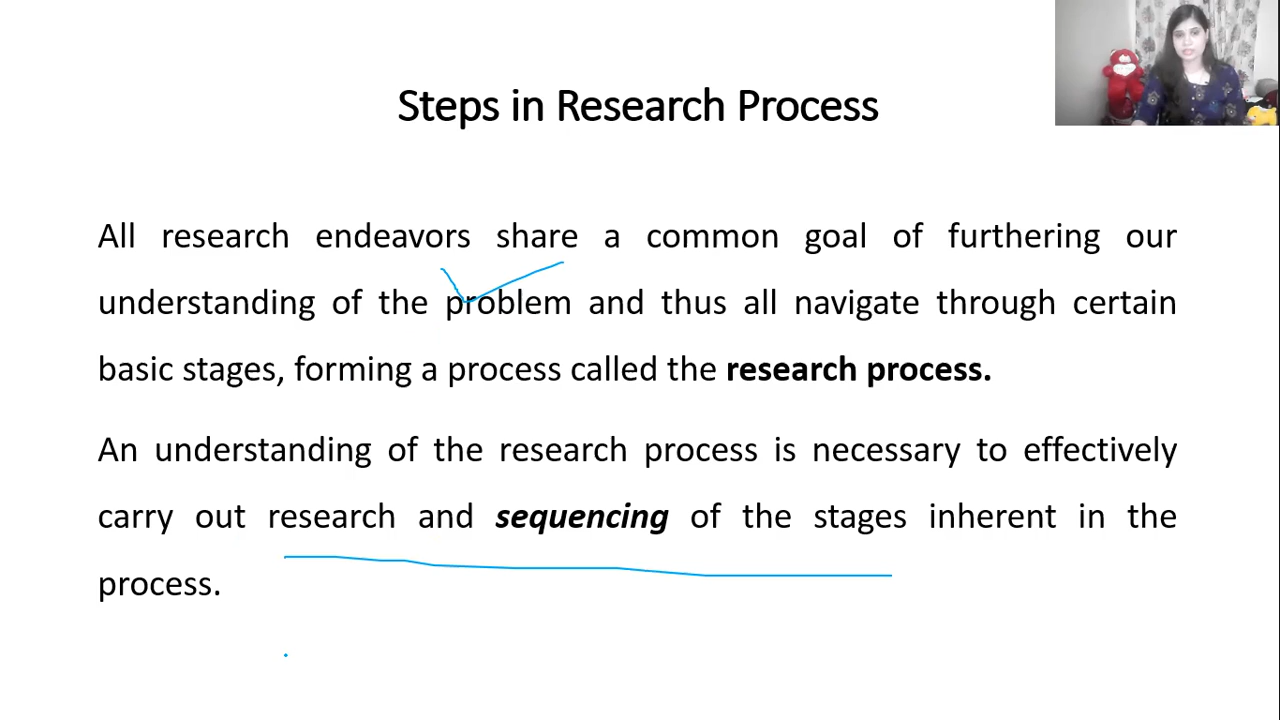 Steps in Research Process
All research endeavors share a common goal of furthering our
understanding of the problem and thus all navigate through certain
basic stages, forming a process called the research process.
An understanding of the research process is necessary to effectively
carry out research and sequencing of the stages inherent in the
process.